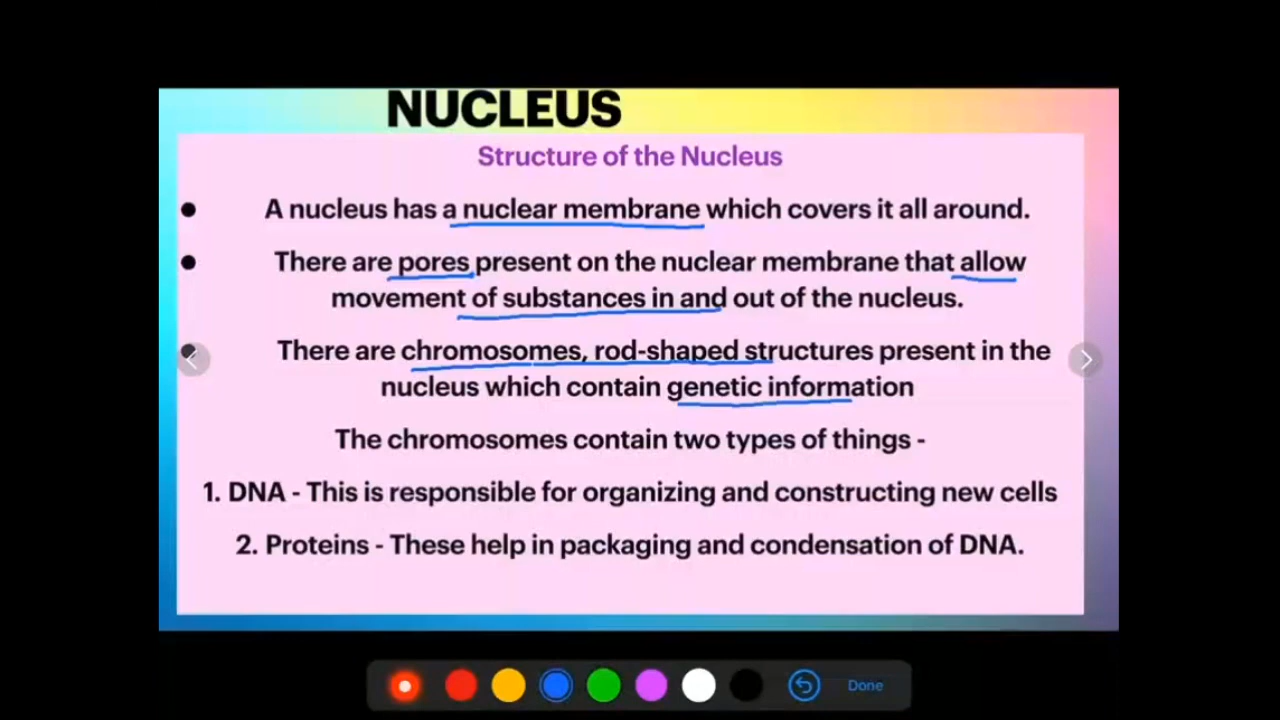 NUCLEUS
Structure of the Nucleus
A nucleus has a nuclear membrane which covers it all around.
There are pores present on the nuclear membrane that allow
movement of substances in and out of the nucleus.
There are chromosomes, rod-shaped structures present in the
nucleus which contain genetic information
The chromosomes contain two types of things -
1. DNA - This is responsible for organizing and constructing new cells
2. Proteins - These help in packaging and condensation of DNA.
Done